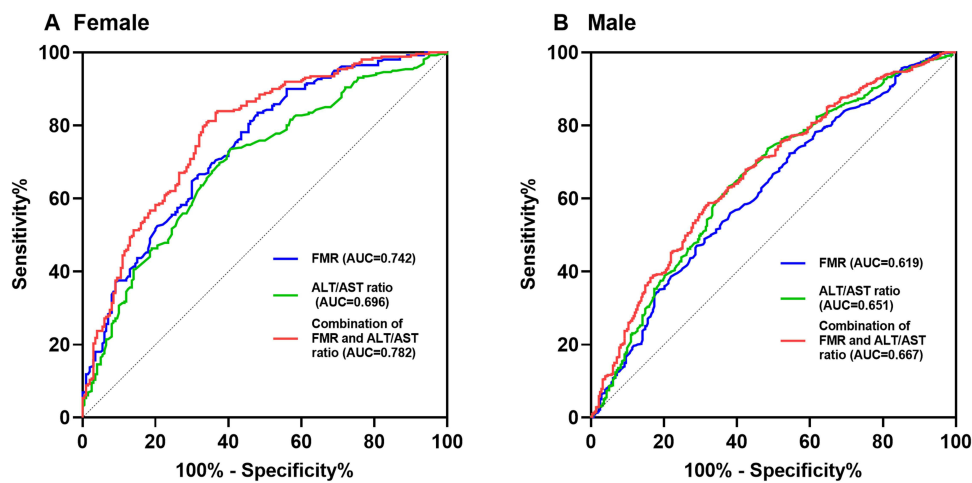 A Female
100
80
60
40
20
0
Sensitivity%
0 20 40 60 80 100
100% - Specificity%
FMR (AUC=0.742)
ALT/AST ratio
(AUC=0.696)
Combination of
FMR and ALT/AST
ratio (AUC=0.782)
B Male
100
80
60
40
20
0
Sensitivity%
0 20 40 60 80 100
100% - Specificity%
FMR (AUC=0.619)
ALT/AST ratio
(AUC=0.651)
Combination of
FMR and ALT/AST
ratio (AUC=0.667)